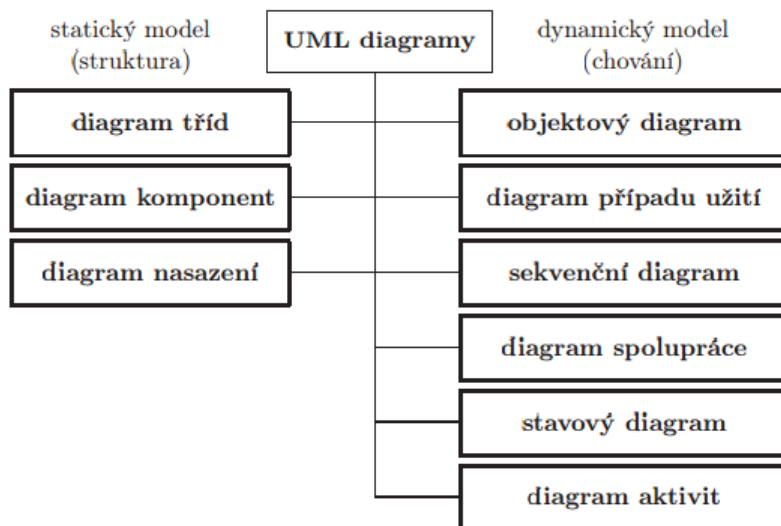 statický model
(struktura)
UML diagramy
dynamický model
(chování)
diagram tříd
objektový diagram
diagram komponent
diagram případu užití
diagram nasazení
sekvenční diagram
diagram spolupráce
stavový diagram
diagram aktivit